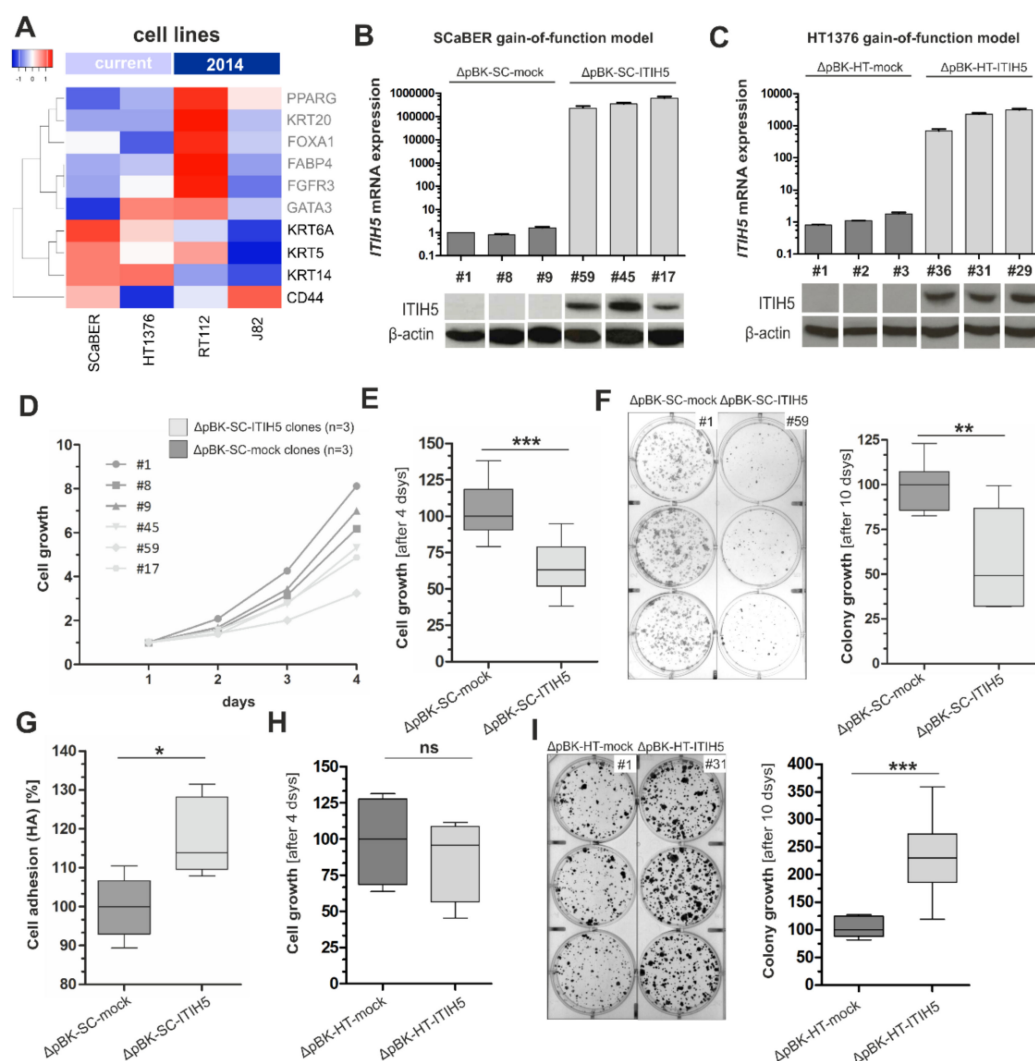 A
cell lines
current
2014
-1 0 1
PPARG
KRT20
FOXA1
FABP4
FGFR3
GATA3
KRT6A
KRT5
KRT14
CD44
SCaBER
HT1376
RT112
J82
B
SCaBER gain-of-function model
ΔpBK-SC-mock
ΔpBK-SC-ITIH5
ITIH5 mRNA expression
1000000
100000
10000
1000
100
10
1
0.1
#1 #8 #9 #59 #45 #17
ITIH5
β-actin
C
HT1376 gain-of-function model
ΔpBK-HT-mock
ΔpBK-HT-ITIH5
ITIH5 mRNA expression
10000
1000
100
10
1
0.1
#1 #2 #3 #36 #31 #29
ITIH5
β-actin
D
ΔpBK-SC-ITIH5 clones (n=3)
ΔpBK-SC-mock clones (n=3)
Cell growth
10
8
6
4
2
0
#1
#8
#9
#45
#59
#17
1 2 3 4
days
E
Cell growth [after 4 dsys]
150
125
100
75
50
25
0
***
ΔpBK-SC-mock
ΔpBK-SC-ITIH5
F
ΔpBK-SC-mock ΔpBK-SC-ITIH5
#1
#59
Colony growth [after 10 dsys]
125
100
75
50
25
0
**
ΔpBK-SC-mock
ΔpBK-SC-ITIH5
G
Cell adhesion (HA) [%]
140
130
120
110
100
90
80
*
ΔpBK-SC-mock
ΔpBK-SC-ITIH5
H
Cell growth [after 4 dsys]
150
125
100
75
50
25
0
ns
ΔpBK-HT-mock
ΔpBK-HT-ITIH5
I
ΔpBK-HT-mock ΔpBK-HT-ITIH5
#1
#31
Colony growth [after 10 dsys]
400
350
300
250
200
150
100
50
0
***
ΔpBK-HT-mock
ΔpBK-HT-ITIH5